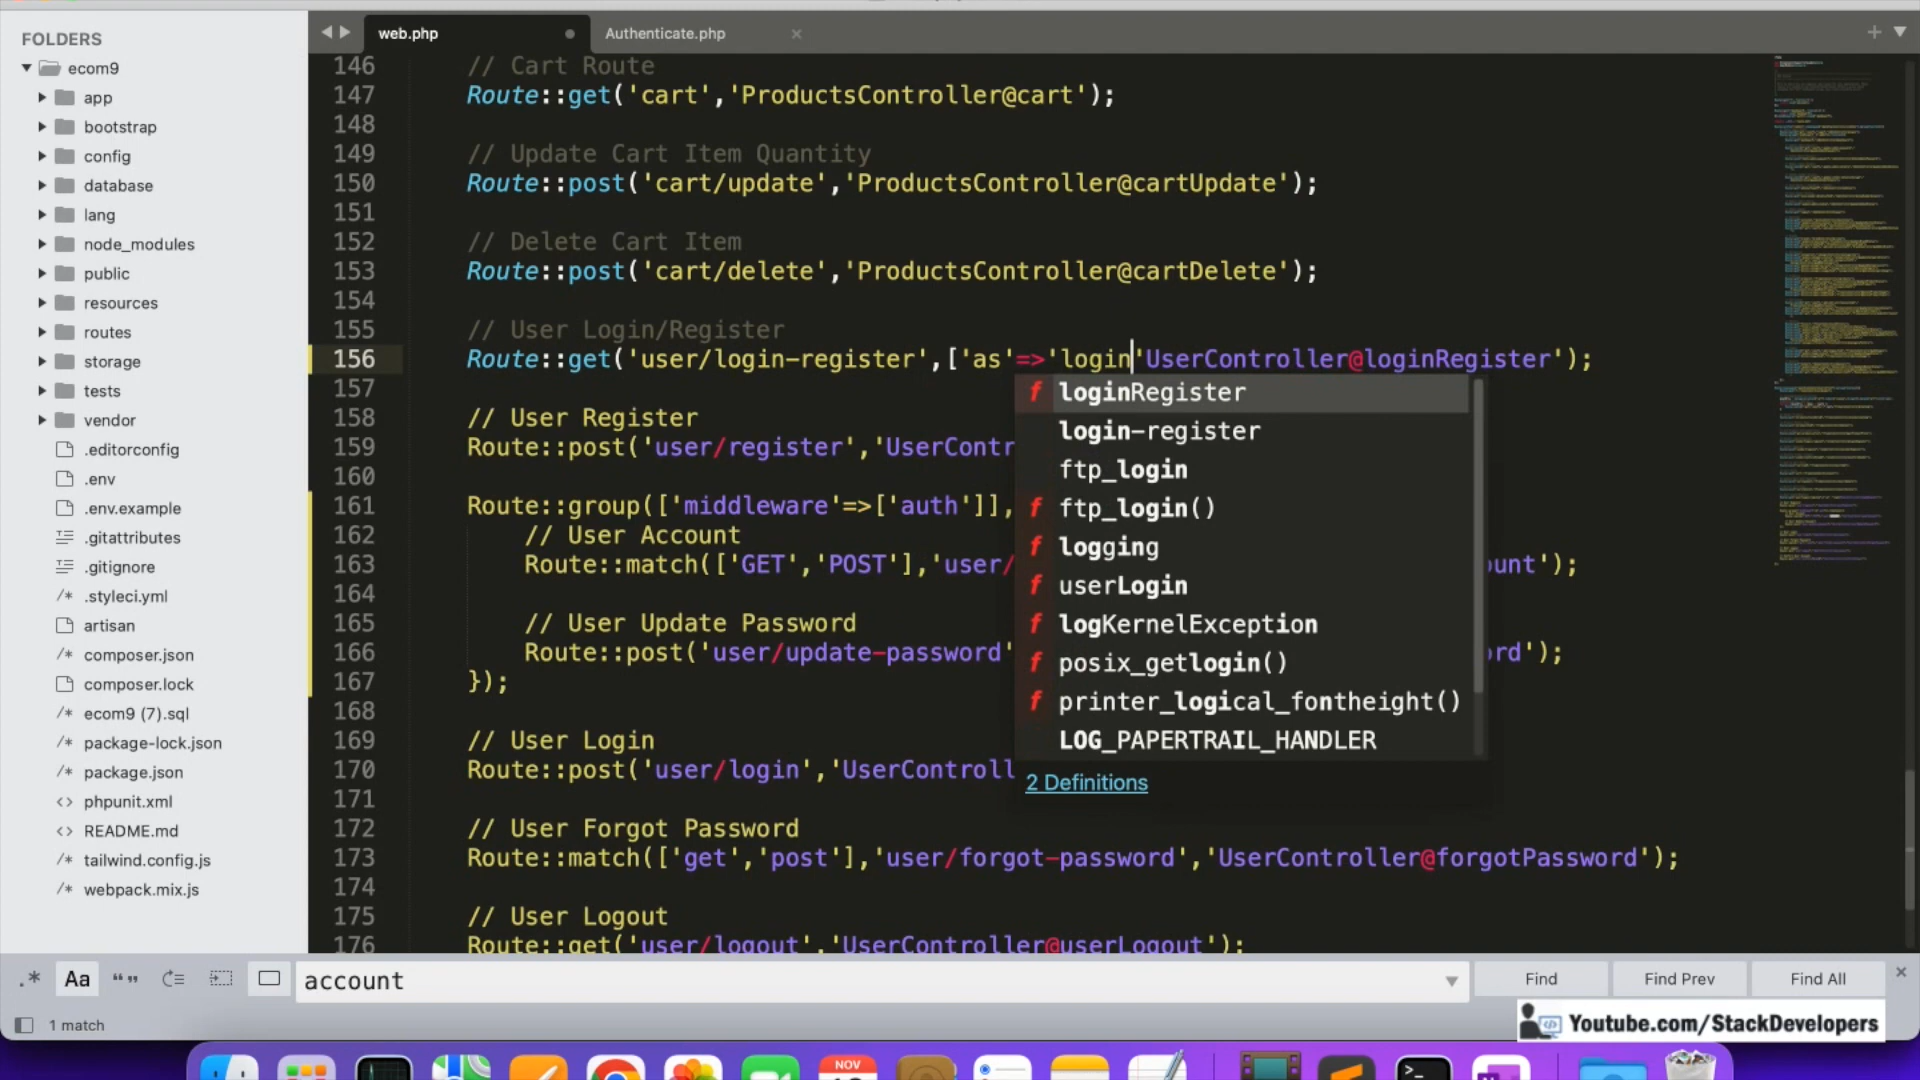 FOLDERS
ecom9
app
bootstrap
config
database
lang
node_modules
public
resources
routes
storage
tests
vendor
.editorconfig
.env
.env.example
.gitattributes
.gitignore
.styleci.yml
artisan
composer.json
composer.lock
ecom9 (7).sql
package-lock.json
package.json
phpunit.xml
README.md
tailwind.config.js
webpack.mix.js
web.php
Authenticate.php
146 // Cart Route
147 Route::get('cart','ProductsController@cart');
148
149 // Update Cart Item Quantity
150 Route::post('cart/update','ProductsController@cartUpdate');
151
152 // Delete Cart Item
153 Route::post('cart/delete','ProductsController@cartDelete');
154
155 // User Login/Register
156 Route::get('user/login-register',['as'=>'login'UserController@loginRegister');
157
158 // User Register
159 Route::post('user/register','UserContr
160
161 Route::group(['middleware'=>['auth']],
162 // User Account
163 Route::match(['GET','POST'],'user/ ount');
164
165 // User Update Password
166 Route::post('user/update-password' rd');
167 });
168
169 // User Login
170 Route::post('user/login','UserControll
171
172 // User Forgot Password
173 Route::match(['get','post'],'user/forgot-password','UserController@forgotPassword');
174
175 // User Logout
176 Route::get('user/logout','UserController@userLogout');
f loginRegister
login-register
ftp_login
f ftp_login()
f logging
f userLogin
f logKernelException
f posix_getlogin()
f printer_logical_fontheight()
LOG_PAPERTRAIL_HANDLER
2 Definitions
.* Aa “” account Find Find Prev Find All
1 match
Youtube.com/StackDevelopers
NOV